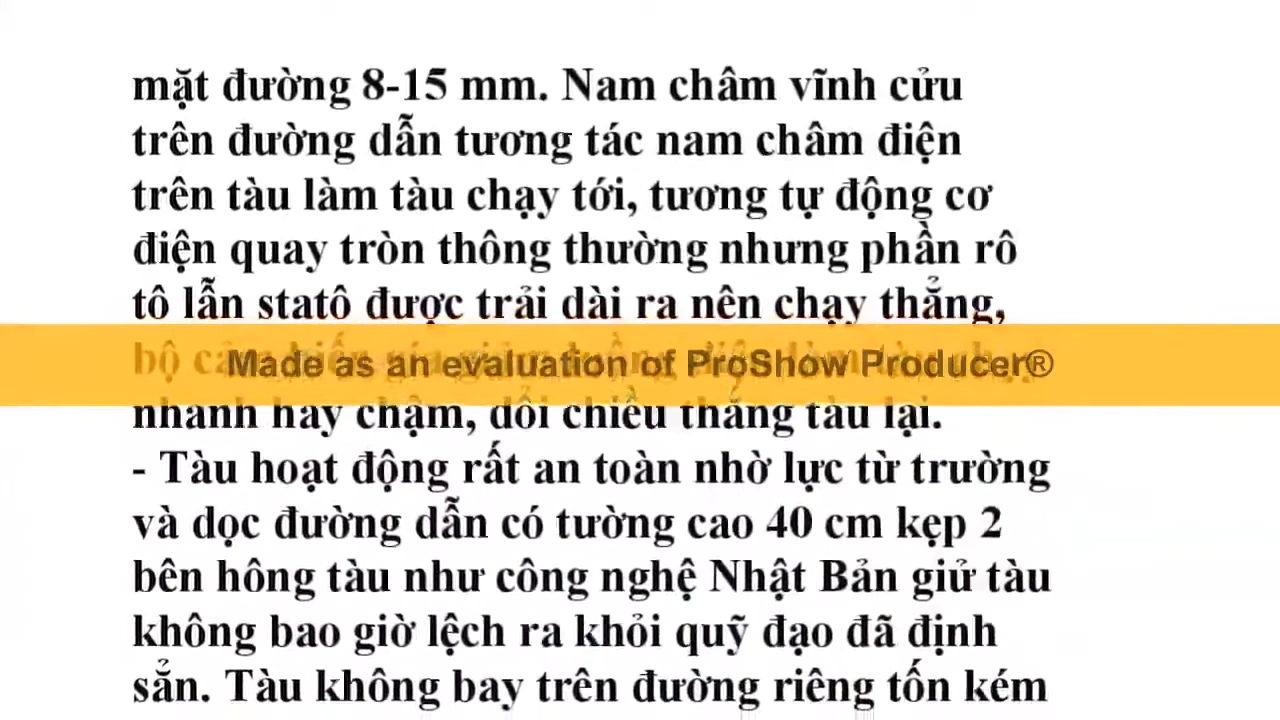 mặt đường 8-15 mm. Nam châm vĩnh cửu
trên đường dẫn tương tác nam châm điện
trên tàu làm tàu chạy tới, tương tự động cơ
điện quay tròn thông thường nhưng phần rô
tô lẫn statô được trải dài ra nên chạy thẳng,
bộ
Made as an evaluation of ProShow Producer®
nhanh hay chậm, đổi chiều thắng tàu lại.
- Tàu hoạt động rất an toàn nhờ lực từ trường
và dọc đường dẫn có tường cao 40 cm kẹp 2
bên hông tàu như công nghệ Nhật Bản giử tàu
không bao giờ lệch ra khỏi quỹ đạo đã định
sẳn. Tàu không bay trên đường riêng tốn kém